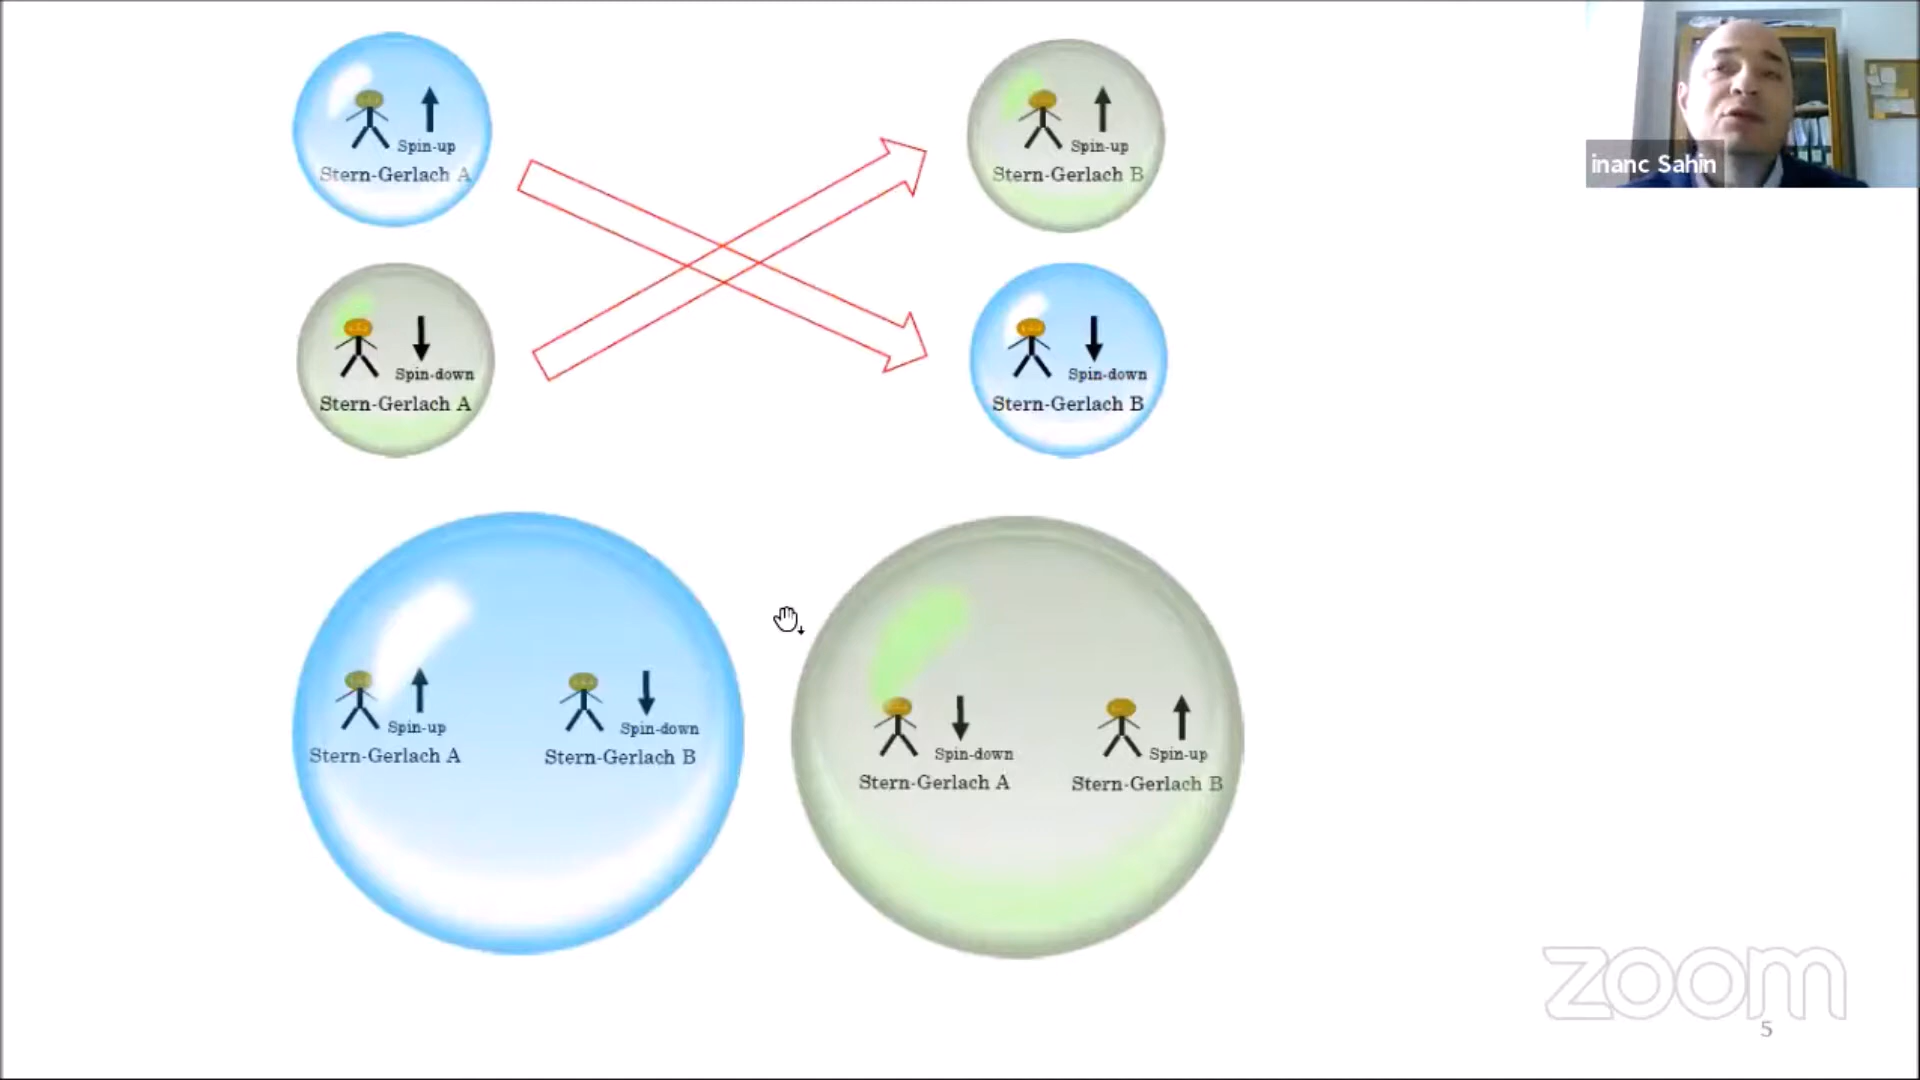 Spin-up
Stern-Gerlach A
Spin-up
Stern-Gerlach B
inanc Sahin
Spin-down
Stern-Gerlach A
Spin-down
Stern-Gerlach B
Spin-up
Stern-Gerlach A
Spin-down
Stern-Gerlach B
Spin-down
Stern-Gerlach A
Spin-up
Stern-Gerlach B
zoom
5